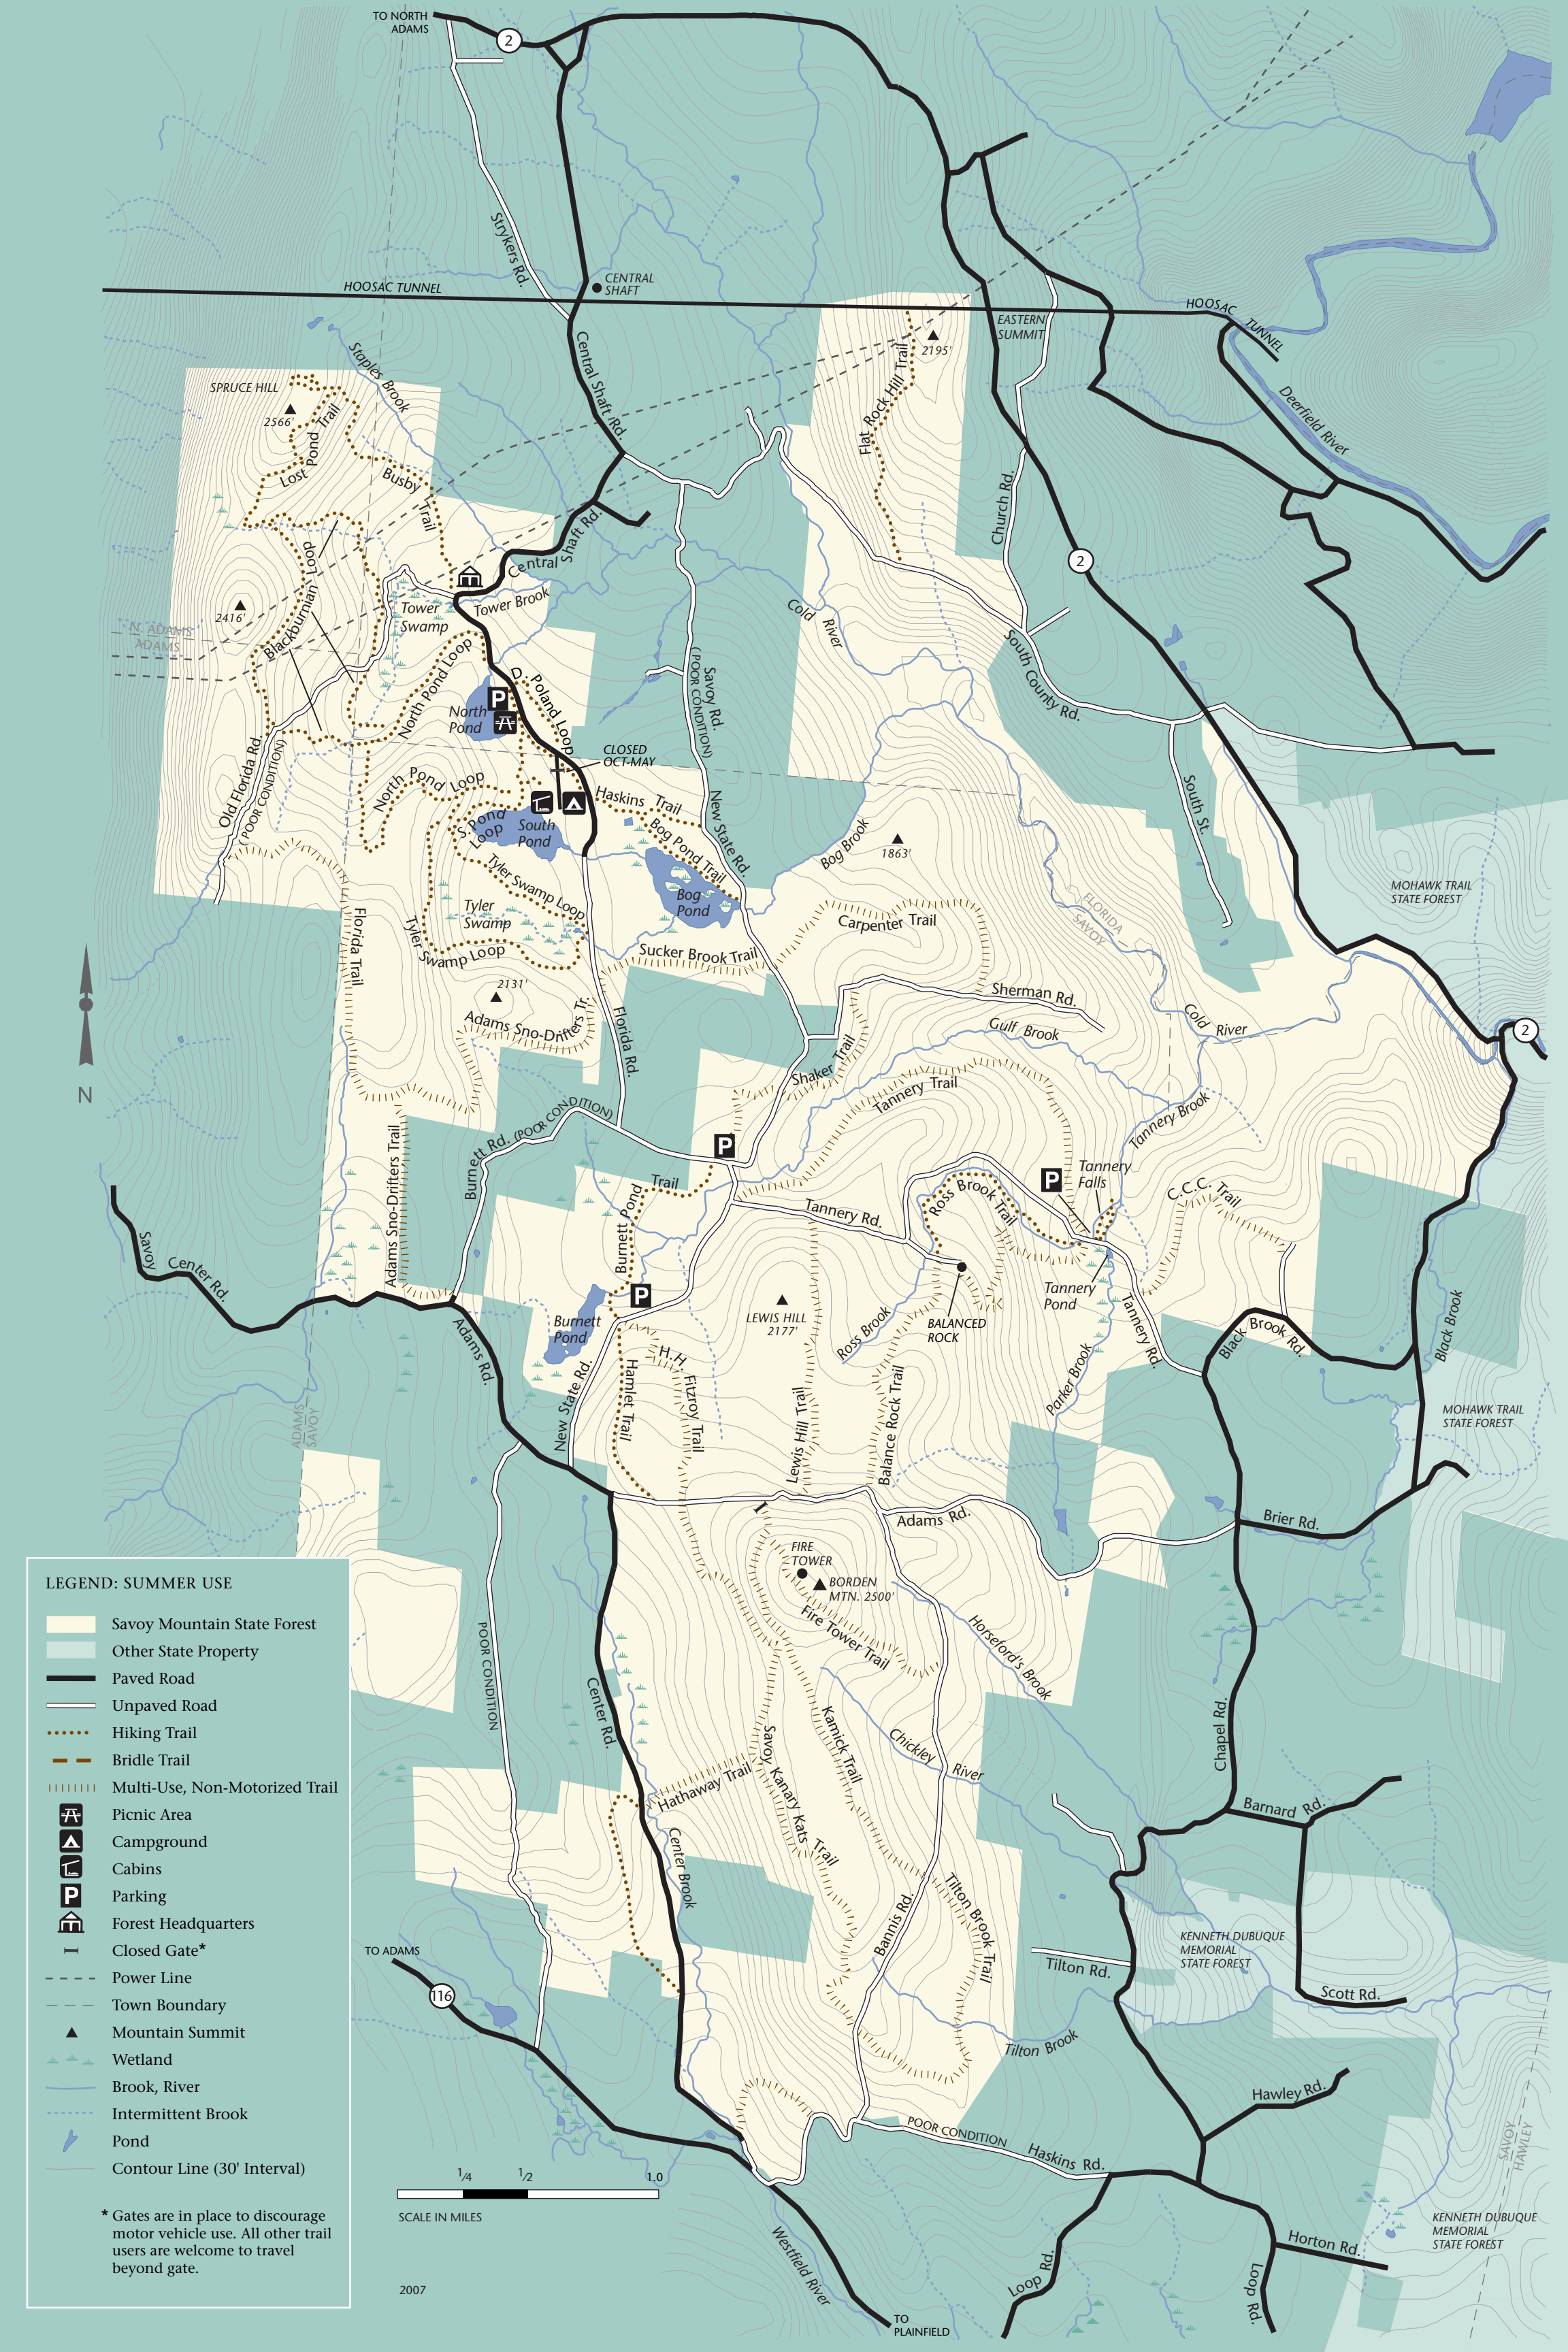 TO NORTH
ADAMS
2
Strykers Rd.
CENTRAL
SHAFT
HOOSAC TUNNEL
HOOSAC TUNNEL
EASTERN
SUMMIT
2195'
Central Shaft Rd.
Staples Brook
SPRUCE HILL
2566'
Lost Pond Trail
Busby Trail
Flat Rock Hill Trail
Deerfield River
Church Rd.
2
Central Shaft Rd.
Blackburnian Loop
2416'
N. ADAMS
ADAMS
Tower
Swamp
Tower Brook
Cold River
South County Rd.
North Pond Loop
D. Poland Loop
P
North
Pond
Savoy Rd.
(POOR CONDITION)
CLOSED
OCT-MAY
Old Florida Rd.
(POOR CONDITION)
North Pond Loop
Haskins Trail
New State Rd.
South St.
S. Pond
Loop
South
Pond
Bog Pond Trail
Bog Brook
1863'
Tyler Swamp Loop
Bog
Pond
MOHAWK TRAIL
STATE FOREST
Tyler
Swamp
Carpenter Trail
FLORIDA
SAVOY
Florida Trail
Tyler Swamp Loop
Sucker Brook Trail
2131'
Sherman Rd.
Cold River
2
Adams Sno-Drifters Tr.
Florida Rd.
Gulf Brook
Shaker Trail
N
Tannery Trail
Burnett Rd. (POOR CONDITION)
Tannery Brook
P
Adams Sno-Drifters Trail
Burnett Pond Trail
P
Tannery
Falls
C.C.C. Trail
Ross Brook Trail
Tannery Rd.
Savoy Center Rd.
P
Tannery
Pond
LEWIS HILL
2177'
BALANCED
ROCK
Burnett
Pond
Ross Brook
Tannery Rd.
Black Brook Rd.
Black Brook
Adams Rd.
H.H. Fitzroy Trail
Hamlet Trail
New State Rd.
Lewis Hill Trail
Balance Rock Trail
Parker Brook
ADAMS
SAVOY
MOHAWK TRAIL
STATE FOREST
Adams Rd.
Brier Rd.
FIRE
TOWER
BORDEN
MTN. 2500'
Fire Tower Trail
Horseford's Brook
POOR CONDITION
Center Rd.
Savoy Kanary Kats Trail
Kamick Trail
Chickley River
Chapel Rd.
Hathaway Trail
Barnard Rd.
Center Brook
Bannis Rd.
Tilton Brook Trail
Tilton Rd.
KENNETH DUBUQUE
MEMORIAL
STATE FOREST
Scott Rd.
TO ADAMS
116
Tilton Brook
Hawley Rd.
POOR CONDITION
Haskins Rd.
SAVOY
HAWLEY
KENNETH DUBUQUE
MEMORIAL
STATE FOREST
Horton Rd.
Loop Rd.
Loop Rd.
Westfield River
TO
PLAINFIELD
LEGEND: SUMMER USE
Savoy Mountain State Forest
Other State Property
Paved Road
Unpaved Road
Hiking Trail
Bridle Trail
Multi-Use, Non-Motorized Trail
Picnic Area
Campground
Cabins
P Parking
Forest Headquarters
Closed Gate*
Power Line
Town Boundary
Mountain Summit
Wetland
Brook, River
Intermittent Brook
Pond
Contour Line (30' Interval)
* Gates are in place to discourage
motor vehicle use. All other trail
users are welcome to travel
beyond gate.
1/4 1/2 1.0
SCALE IN MILES
2007